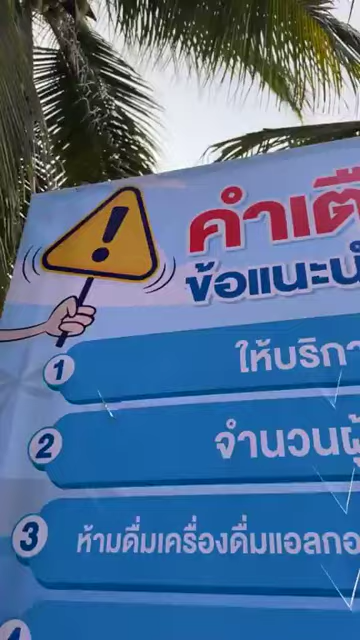 คำเตื
ข้อแนะนำ
1 ให้บริกา
2 จำนวนผู้
3 ห้ามดื่มเครื่องดื่มแอลกอ
4